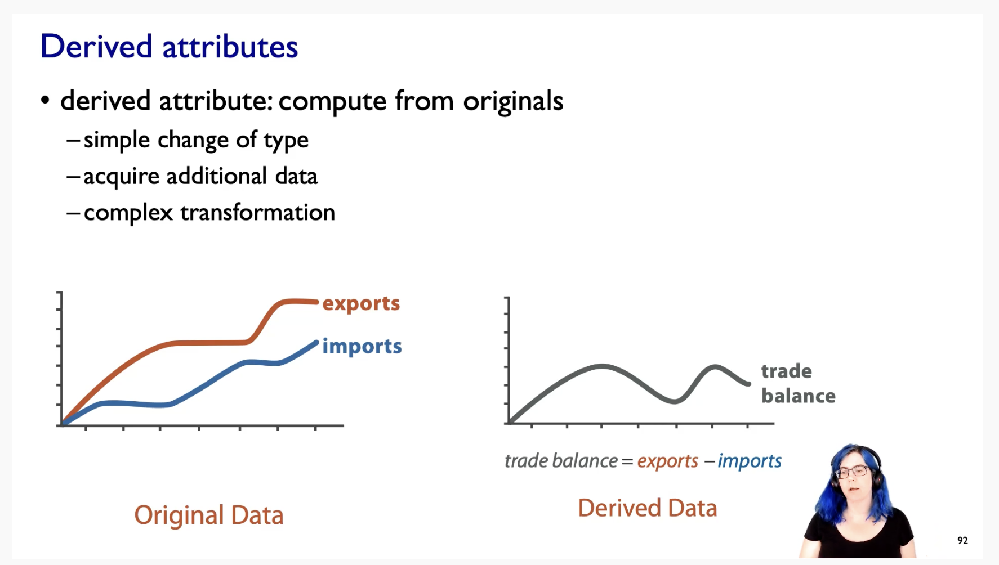 Derived attributes
• derived attribute: compute from originals
– simple change of type
– acquire additional data
– complex transformation
exports
imports
Original Data
trade
balance
trade balance = exports – imports
Derived Data
92